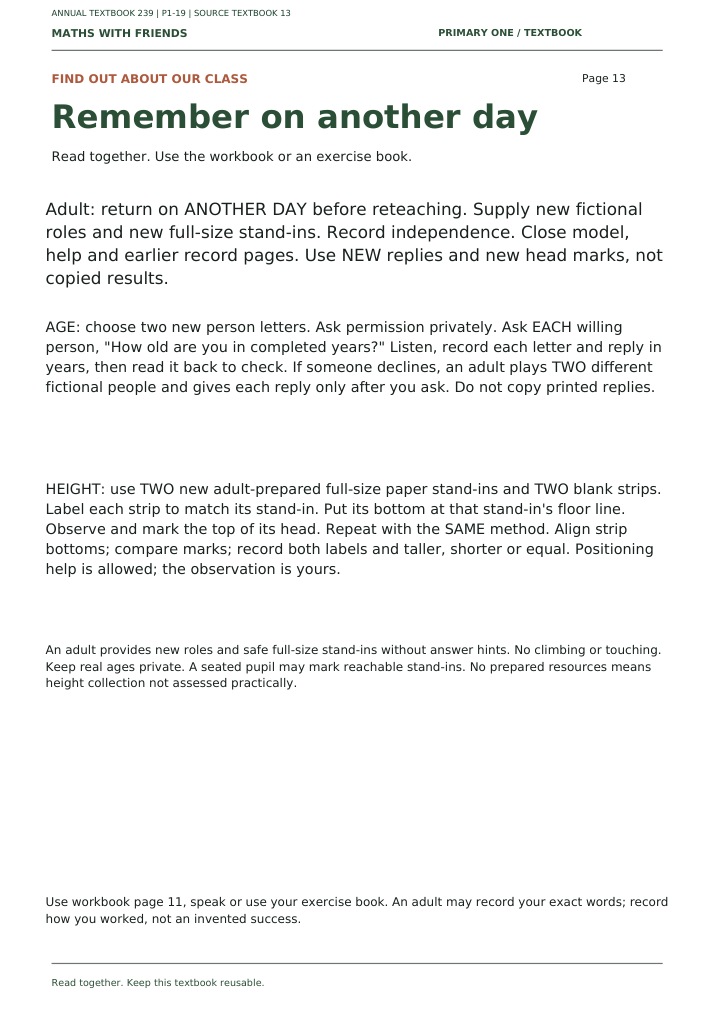 ANNUAL TEXTBOOK 239 | P1-19 | SOURCE TEXTBOOK 13
MATHS WITH FRIENDS
PRIMARY ONE / TEXTBOOK
FIND OUT ABOUT OUR CLASS
Page 13
Remember on another day
Read together. Use the workbook or an exercise book.
Adult: return on ANOTHER DAY before reteaching. Supply new fictional
roles and new full-size stand-ins. Record independence. Close model,
help and earlier record pages. Use NEW replies and new head marks, not
copied results.
AGE: choose two new person letters. Ask permission privately. Ask EACH willing
person, "How old are you in completed years?" Listen, record each letter and reply in
years, then read it back to check. If someone declines, an adult plays TWO different
fictional people and gives each reply only after you ask. Do not copy printed replies.
HEIGHT: use TWO new adult-prepared full-size paper stand-ins and TWO blank strips.
Label each strip to match its stand-in. Put its bottom at that stand-in's floor line.
Observe and mark the top of its head. Repeat with the SAME method. Align strip
bottoms; compare marks; record both labels and taller, shorter or equal. Positioning
help is allowed; the observation is yours.
An adult provides new roles and safe full-size stand-ins without answer hints. No climbing or touching.
Keep real ages private. A seated pupil may mark reachable stand-ins. No prepared resources means
height collection not assessed practically.
Use workbook page 11, speak or use your exercise book. An adult may record your exact words; record
how you worked, not an invented success.
Read together. Keep this textbook reusable.